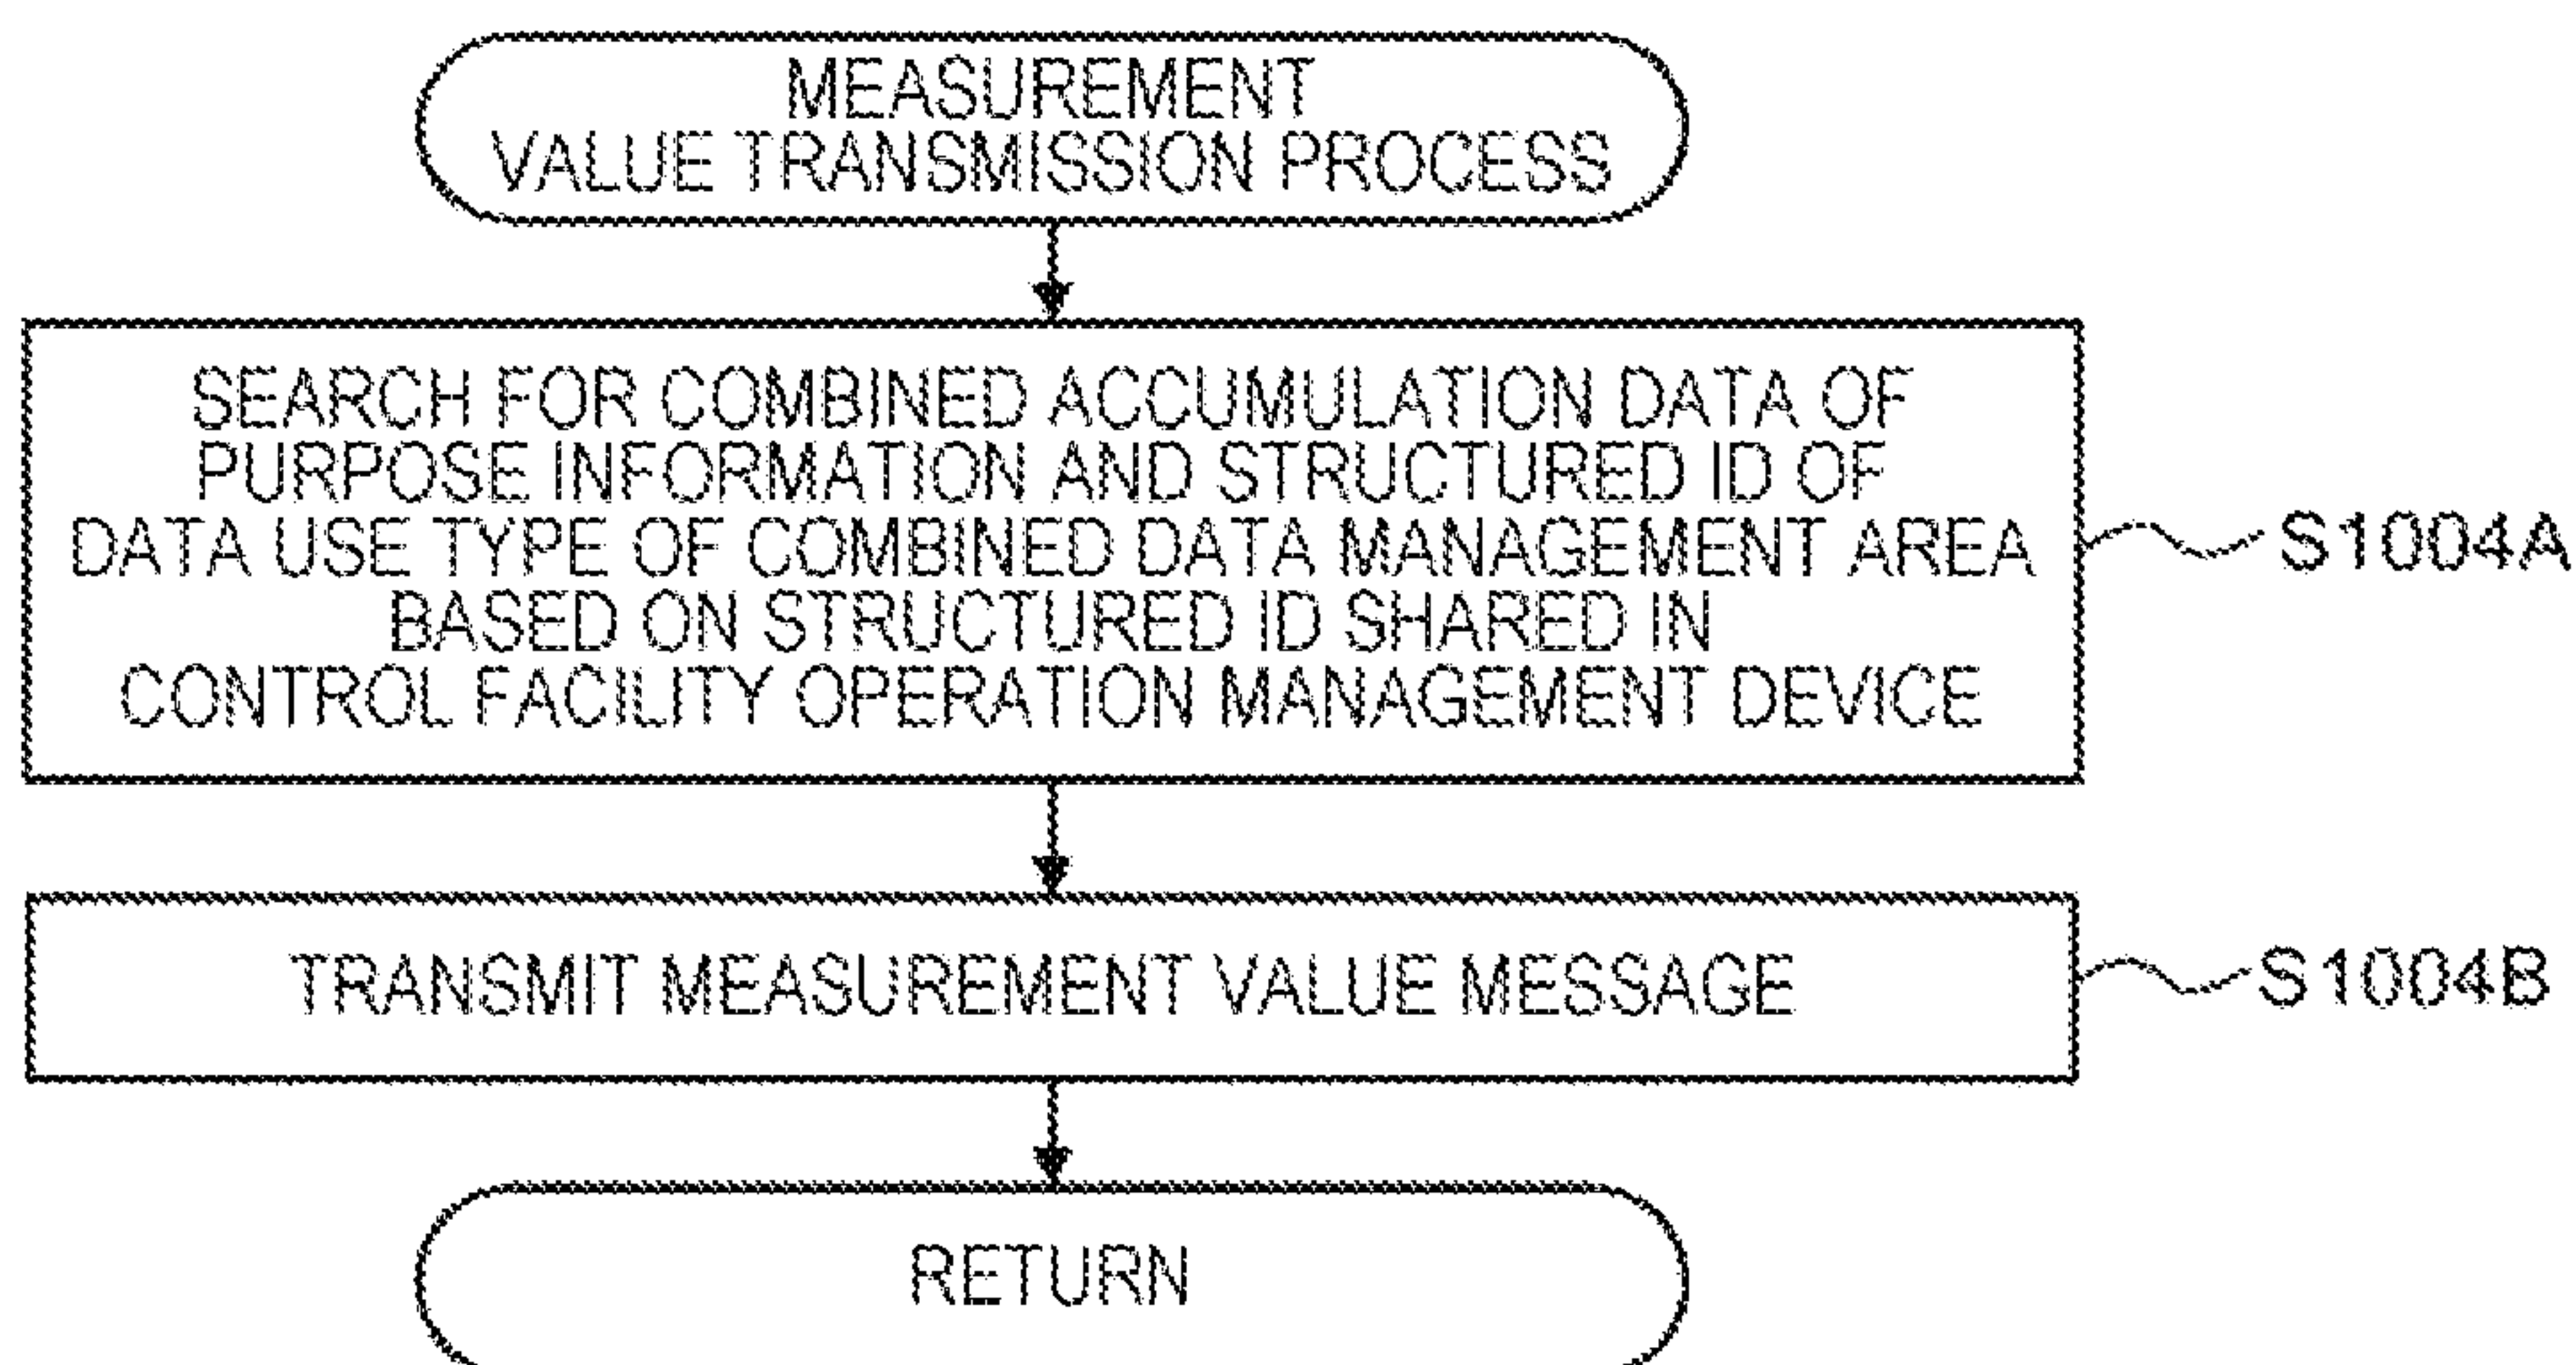 MEASUREMENT
VALUE TRANSMISSION PROCESS
SEARCH FOR COMBINED ACCUMULATION DATA OF
PURPOSE INFORMATION AND STRUCTURED ID OF
DATA USE TYPE OF COMBINED DATA MANAGEMENT AREA
BASED ON STRUCTURED ID SHARED IN
CONTROL FACILITY OPERATION MANAGEMENT DEVICE
S1004A
TRANSMIT MEASUREMENT VALUE MESSAGE
S1004B
RETURN